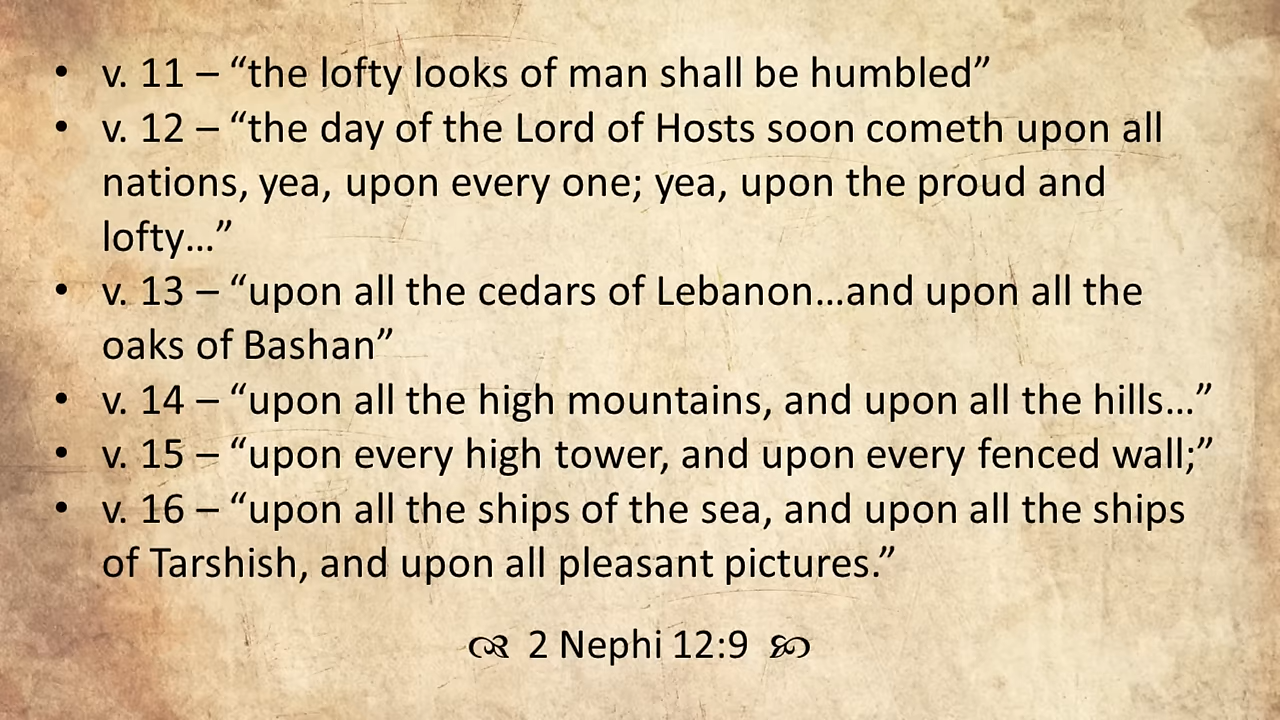 • v. 11 – “the lofty looks of man shall be humbled”
• v. 12 – “the day of the Lord of Hosts soon cometh upon all
nations, yea, upon every one; yea, upon the proud and
lofty…”
• v. 13 – “upon all the cedars of Lebanon…and upon all the
oaks of Bashan”
• v. 14 – “upon all the high mountains, and upon all the hills…”
• v. 15 – “upon every high tower, and upon every fenced wall;”
• v. 16 – “upon all the ships of the sea, and upon all the ships
of Tarshish, and upon all pleasant pictures.”
2 Nephi 12:9